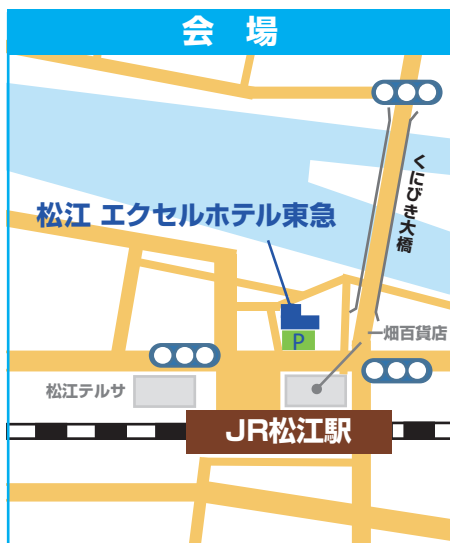 会 場
くにびき大橋
松江 エクセルホテル東急
一畑百貨店
P
松江テルサ
JR松江駅